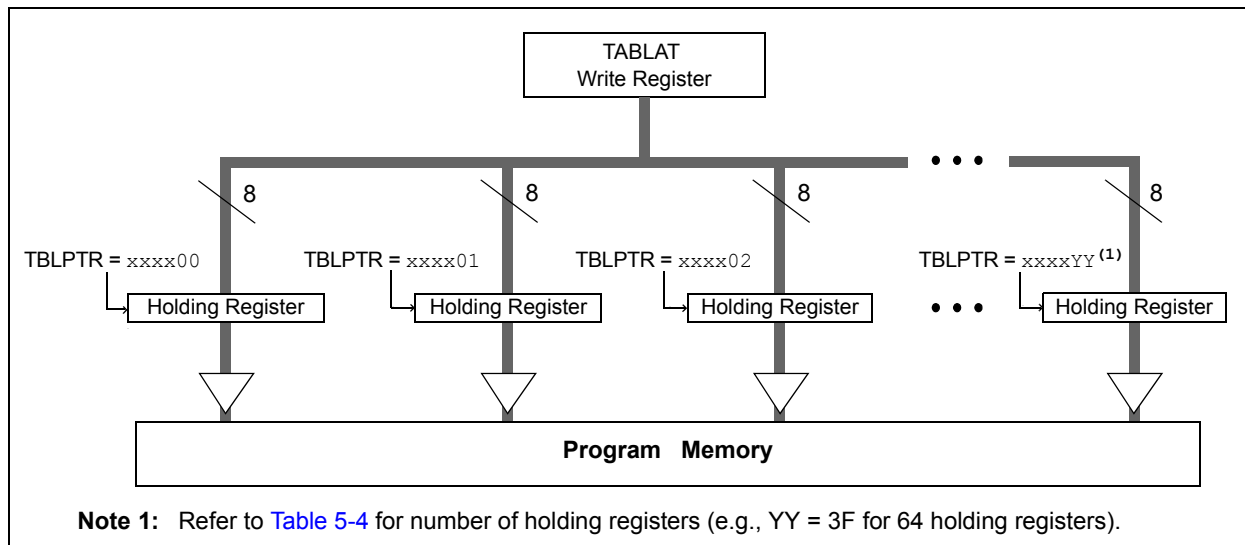 TABLAT
Write Register
• • •
8 8 8 8
TBLPTR = xxxx00 TBLPTR = xxxx01 TBLPTR = xxxx02 TBLPTR = xxxxYY(1)
Holding Register Holding Register Holding Register • • • Holding Register
Program Memory
Note 1: Refer to Table 5-4 for number of holding registers (e.g., YY = 3F for 64 holding registers).